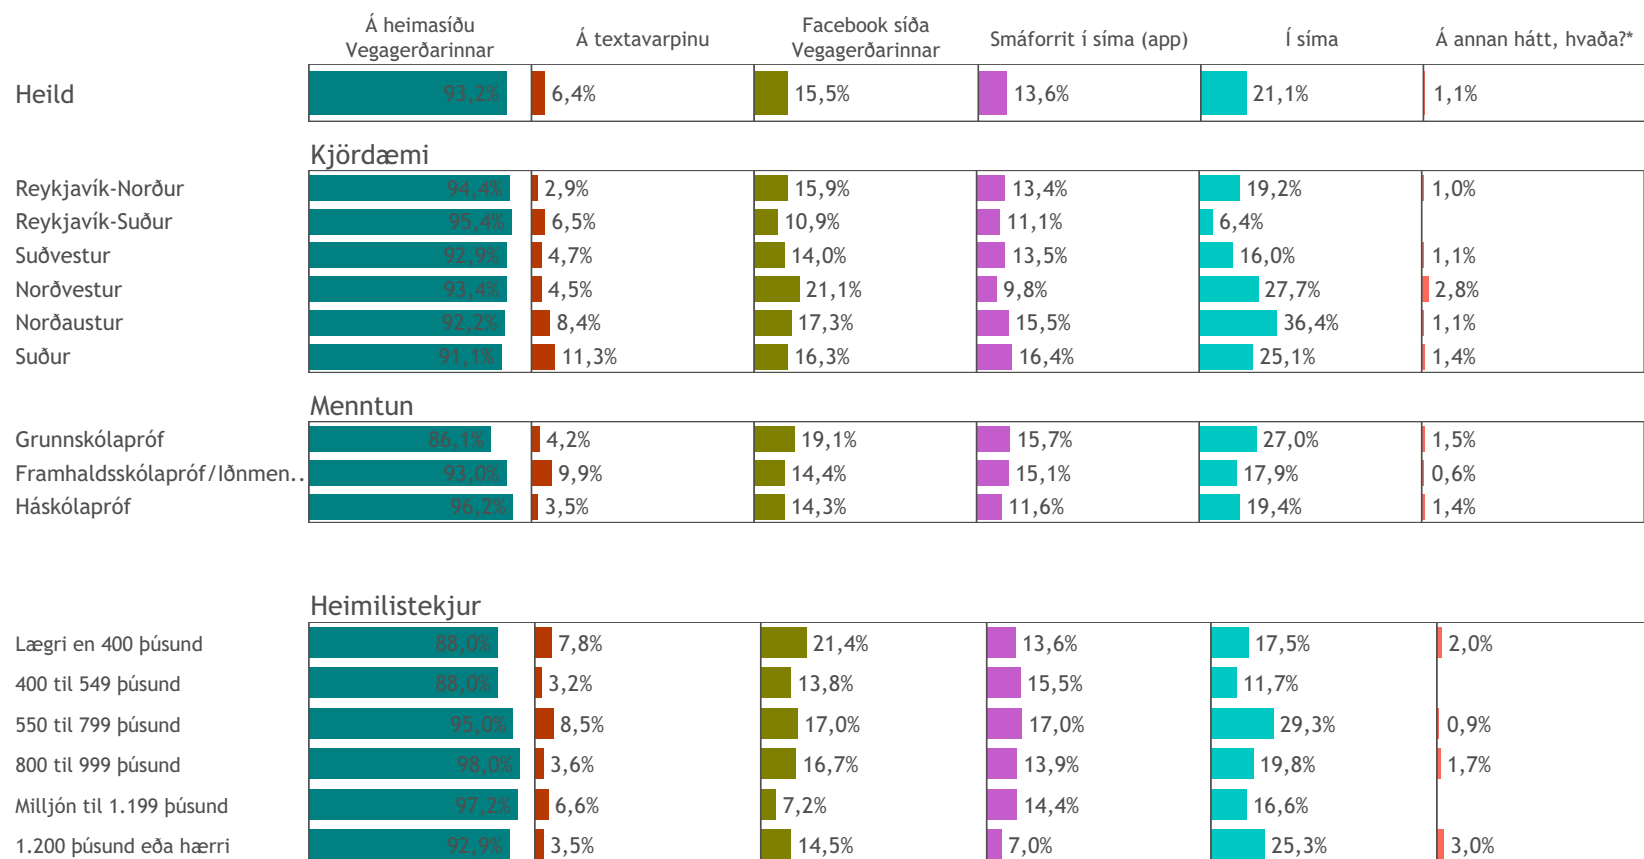 Á heimasíðu Vegagerðarinnar Á textavarpinu Facebook síða Vegagerðarinnar Smáforrit í síma (app) Í síma Á annan hátt, hvaða?*
Heild 93,2% 6,4% 15,5% 13,6% 21,1% 1,1%
Kjördæmi
Reykjavík-Norður 94,4% 2,9% 15,9% 13,4% 19,2% 1,0%
Reykjavík-Suður 95,4% 6,5% 10,9% 11,1% 6,4%
Suðvestur 92,9% 4,7% 14,0% 13,5% 16,0% 1,1%
Norðvestur 93,4% 4,5% 21,1% 9,8% 27,7% 2,8%
Norðaustur 92,2% 8,4% 17,3% 15,5% 36,4% 1,1%
Suður 91,1% 11,3% 16,3% 16,4% 25,1% 1,4%
Menntun
Grunnskólapróf 86,1% 4,2% 19,1% 15,7% 27,0% 1,5%
Framhaldsskólapróf/Iðnmen.. 93,0% 9,9% 14,4% 15,1% 17,9% 0,6%
Háskólapróf 96,2% 3,5% 14,3% 11,6% 19,4% 1,4%
Heimilistekjur
Lægri en 400 þúsund 88,0% 7,8% 21,4% 13,6% 17,5% 2,0%
400 til 549 þúsund 88,0% 3,2% 13,8% 15,5% 11,7%
550 til 799 þúsund 95,0% 8,5% 17,0% 17,0% 29,3% 0,9%
800 til 999 þúsund 98,0% 3,6% 16,7% 13,9% 19,8% 1,7%
Milljón til 1.199 þúsund 97,2% 6,6% 7,2% 14,4% 16,6%
1.200 þúsund eða hærri 92,9% 3,5% 14,5% 7,0% 25,3% 3,0%